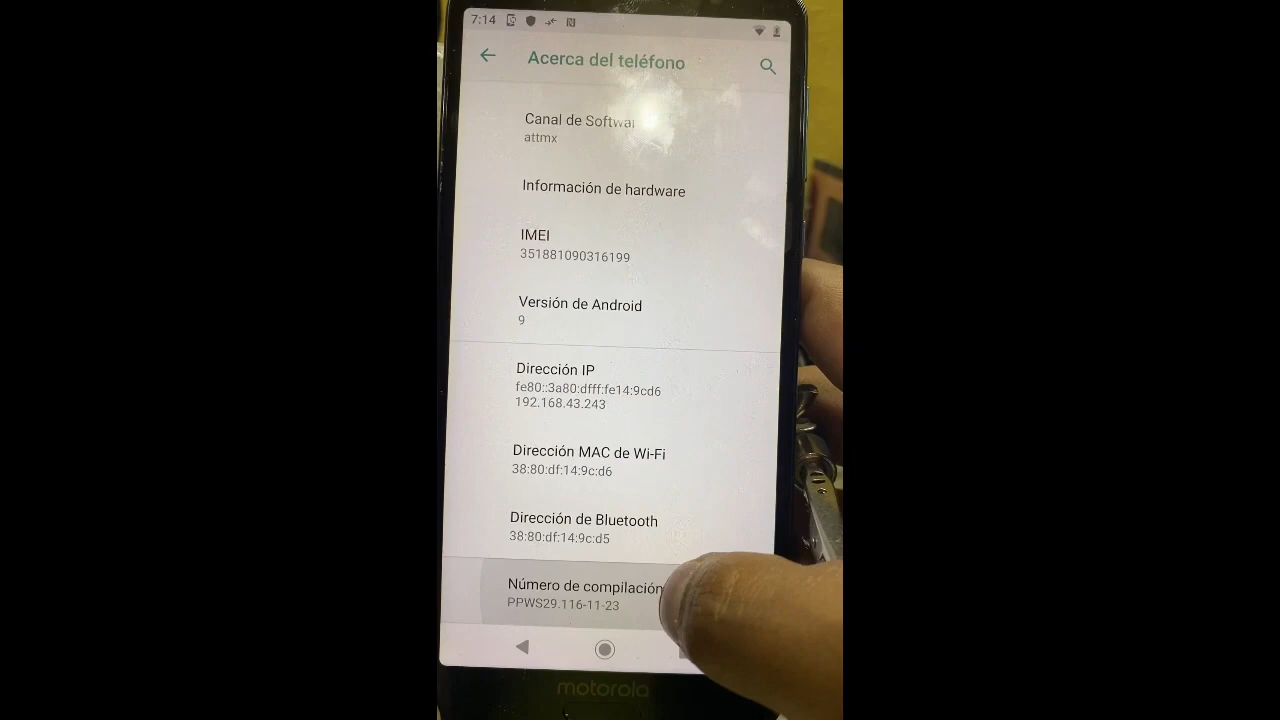 7:14
Acerca del teléfono
Canal de Softwar
attmx
Información de hardware
IMEI
351881090316199
Versión de Android
9
Dirección IP
fe80::3a80:dfff:fe14:9cd6
192.168.43.243
Dirección MAC de Wi-Fi
38:80:df:14:9c:d6
Dirección de Bluetooth
38:80:df:14:9c:d5
Número de compilación
PPWS29.116-11-23
motorola